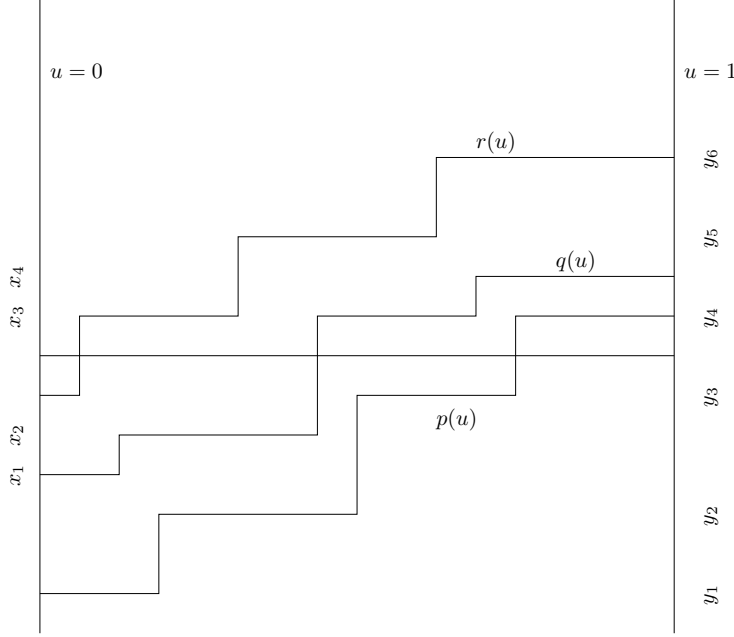 u = 0
u = 1
r(u)
y₆
y₅
q(u)
x₄
x₃
y₄
y₃
p(u)
x₂
x₁
y₂
y₁